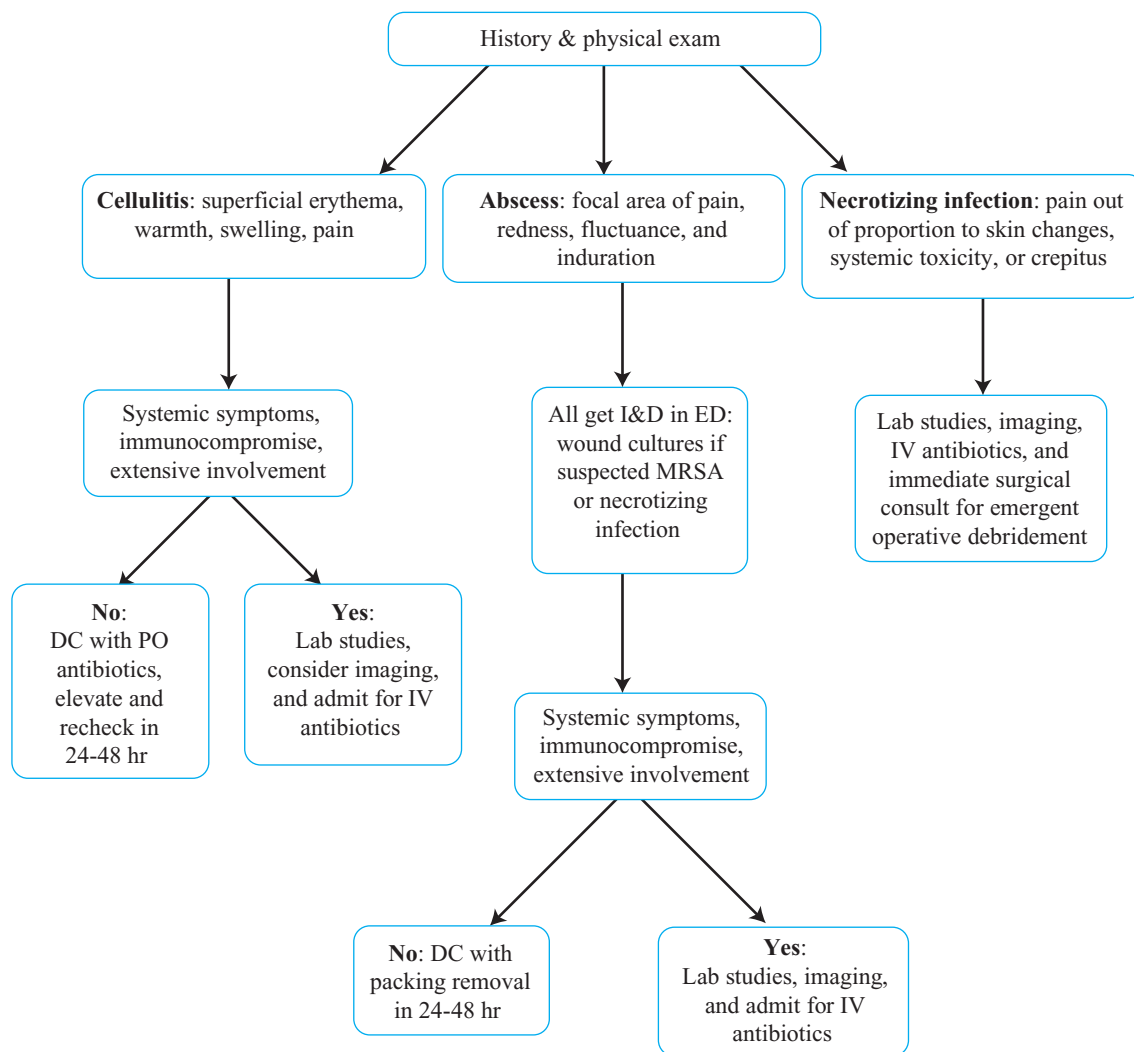 History & physical exam
Cellulitis: superficial erythema,
warmth, swelling, pain
Abscess: focal area of pain,
redness, fluctuance, and
induration
Necrotizing infection: pain out
of proportion to skin changes,
systemic toxicity, or crepitus
Systemic symptoms,
immunocompromise,
extensive involvement
All get I&D in ED:
wound cultures if
suspected MRSA
or necrotizing
infection
Lab studies, imaging,
IV antibiotics, and
immediate surgical
consult for emergent
operative debridement
No:
DC with PO
antibiotics,
elevate and
recheck in
24-48 hr
Yes:
Lab studies,
consider imaging,
and admit for IV
antibiotics
Systemic symptoms,
immunocompromise,
extensive involvement
No: DC with
packing removal
in 24-48 hr
Yes:
Lab studies, imaging,
and admit for IV
antibiotics